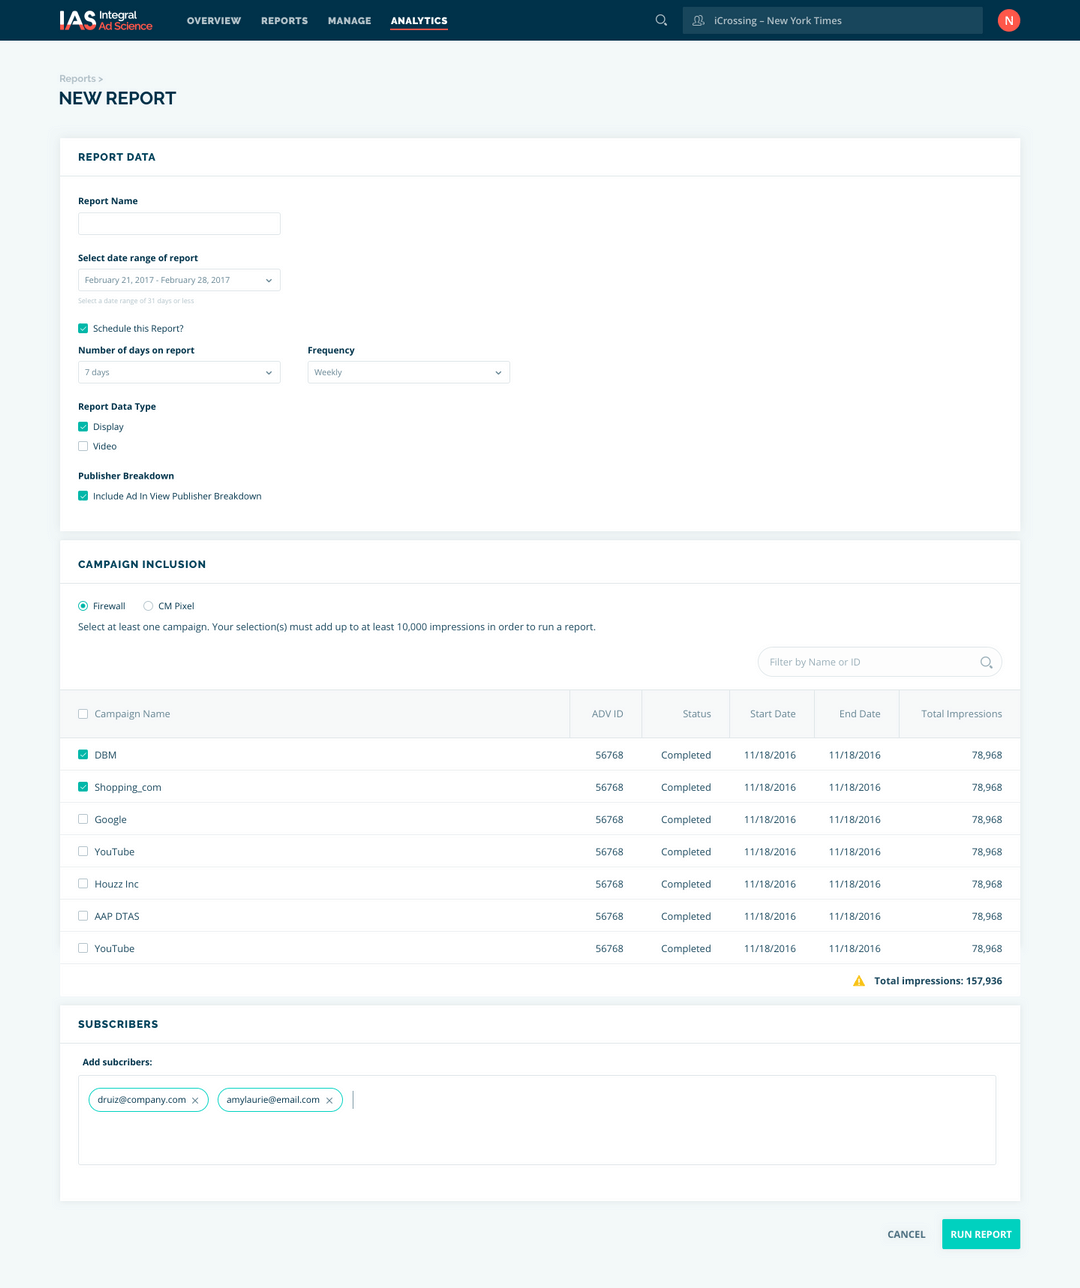 IAS Integral Ad Science OVERVIEW REPORTS MANAGE ANALYTICS iCrossing – New York Times N
Reports >
NEW REPORT
REPORT DATA
Report Name
Select date range of report
February 21, 2017 - February 28, 2017
Select a date range of 31 days or less
Schedule this Report?
Number of days on report Frequency
7 days Weekly
Report Data Type
Display
Video
Publisher Breakdown
Include Ad In View Publisher Breakdown
CAMPAIGN INCLUSION
Firewall CM Pixel
Select at least one campaign. Your selection(s) must add up to at least 10,000 impressions in order to run a report.
Filter by Name or ID
Campaign Name ADV ID Status Start Date End Date Total Impressions
DBM 56768 Completed 11/18/2016 11/18/2016 78,968
Shopping_com 56768 Completed 11/18/2016 11/18/2016 78,968
Google 56768 Completed 11/18/2016 11/18/2016 78,968
YouTube 56768 Completed 11/18/2016 11/18/2016 78,968
Houzz Inc 56768 Completed 11/18/2016 11/18/2016 78,968
AAP DTAS 56768 Completed 11/18/2016 11/18/2016 78,968
YouTube 56768 Completed 11/18/2016 11/18/2016 78,968
Total impressions: 157,936
SUBSCRIBERS
Add subcribers:
druiz@company.com amylaurie@email.com
CANCEL RUN REPORT